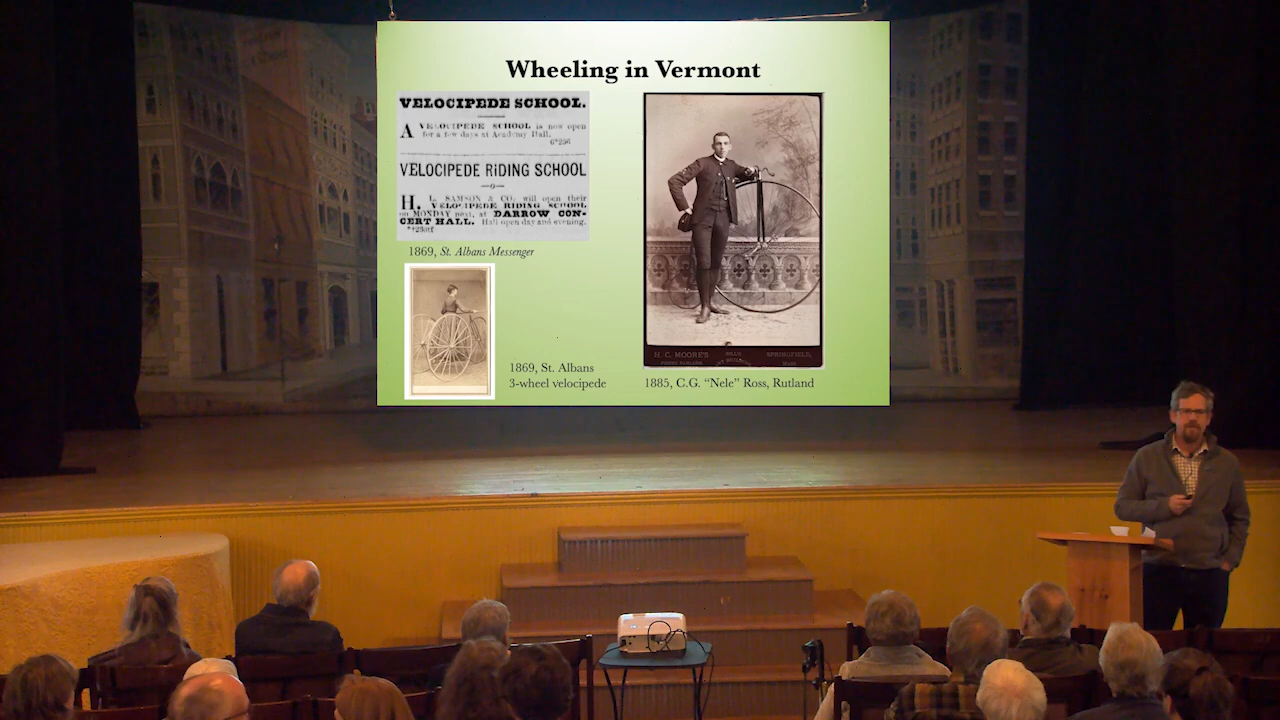 Wheeling in Vermont
VELOCIPEDE SCHOOL.
A VELOCIPEDE SCHOOL is now open
for a few days at Academy Hall.
VELOCIPEDE RIDING SCHOOL
H. L. SAMSON & CO. will open their
VELOCIPEDE RIDING SCHOOL
on MONDAY next, at DARROW CON-
CERT HALL. Hall open day and evening.
1869, St. Albans Messenger
1869, St. Albans
3-wheel velocipede
H. C. MOORE'S
SPRINGFIELD,
1885, C.G. “Nele” Ross, Rutland